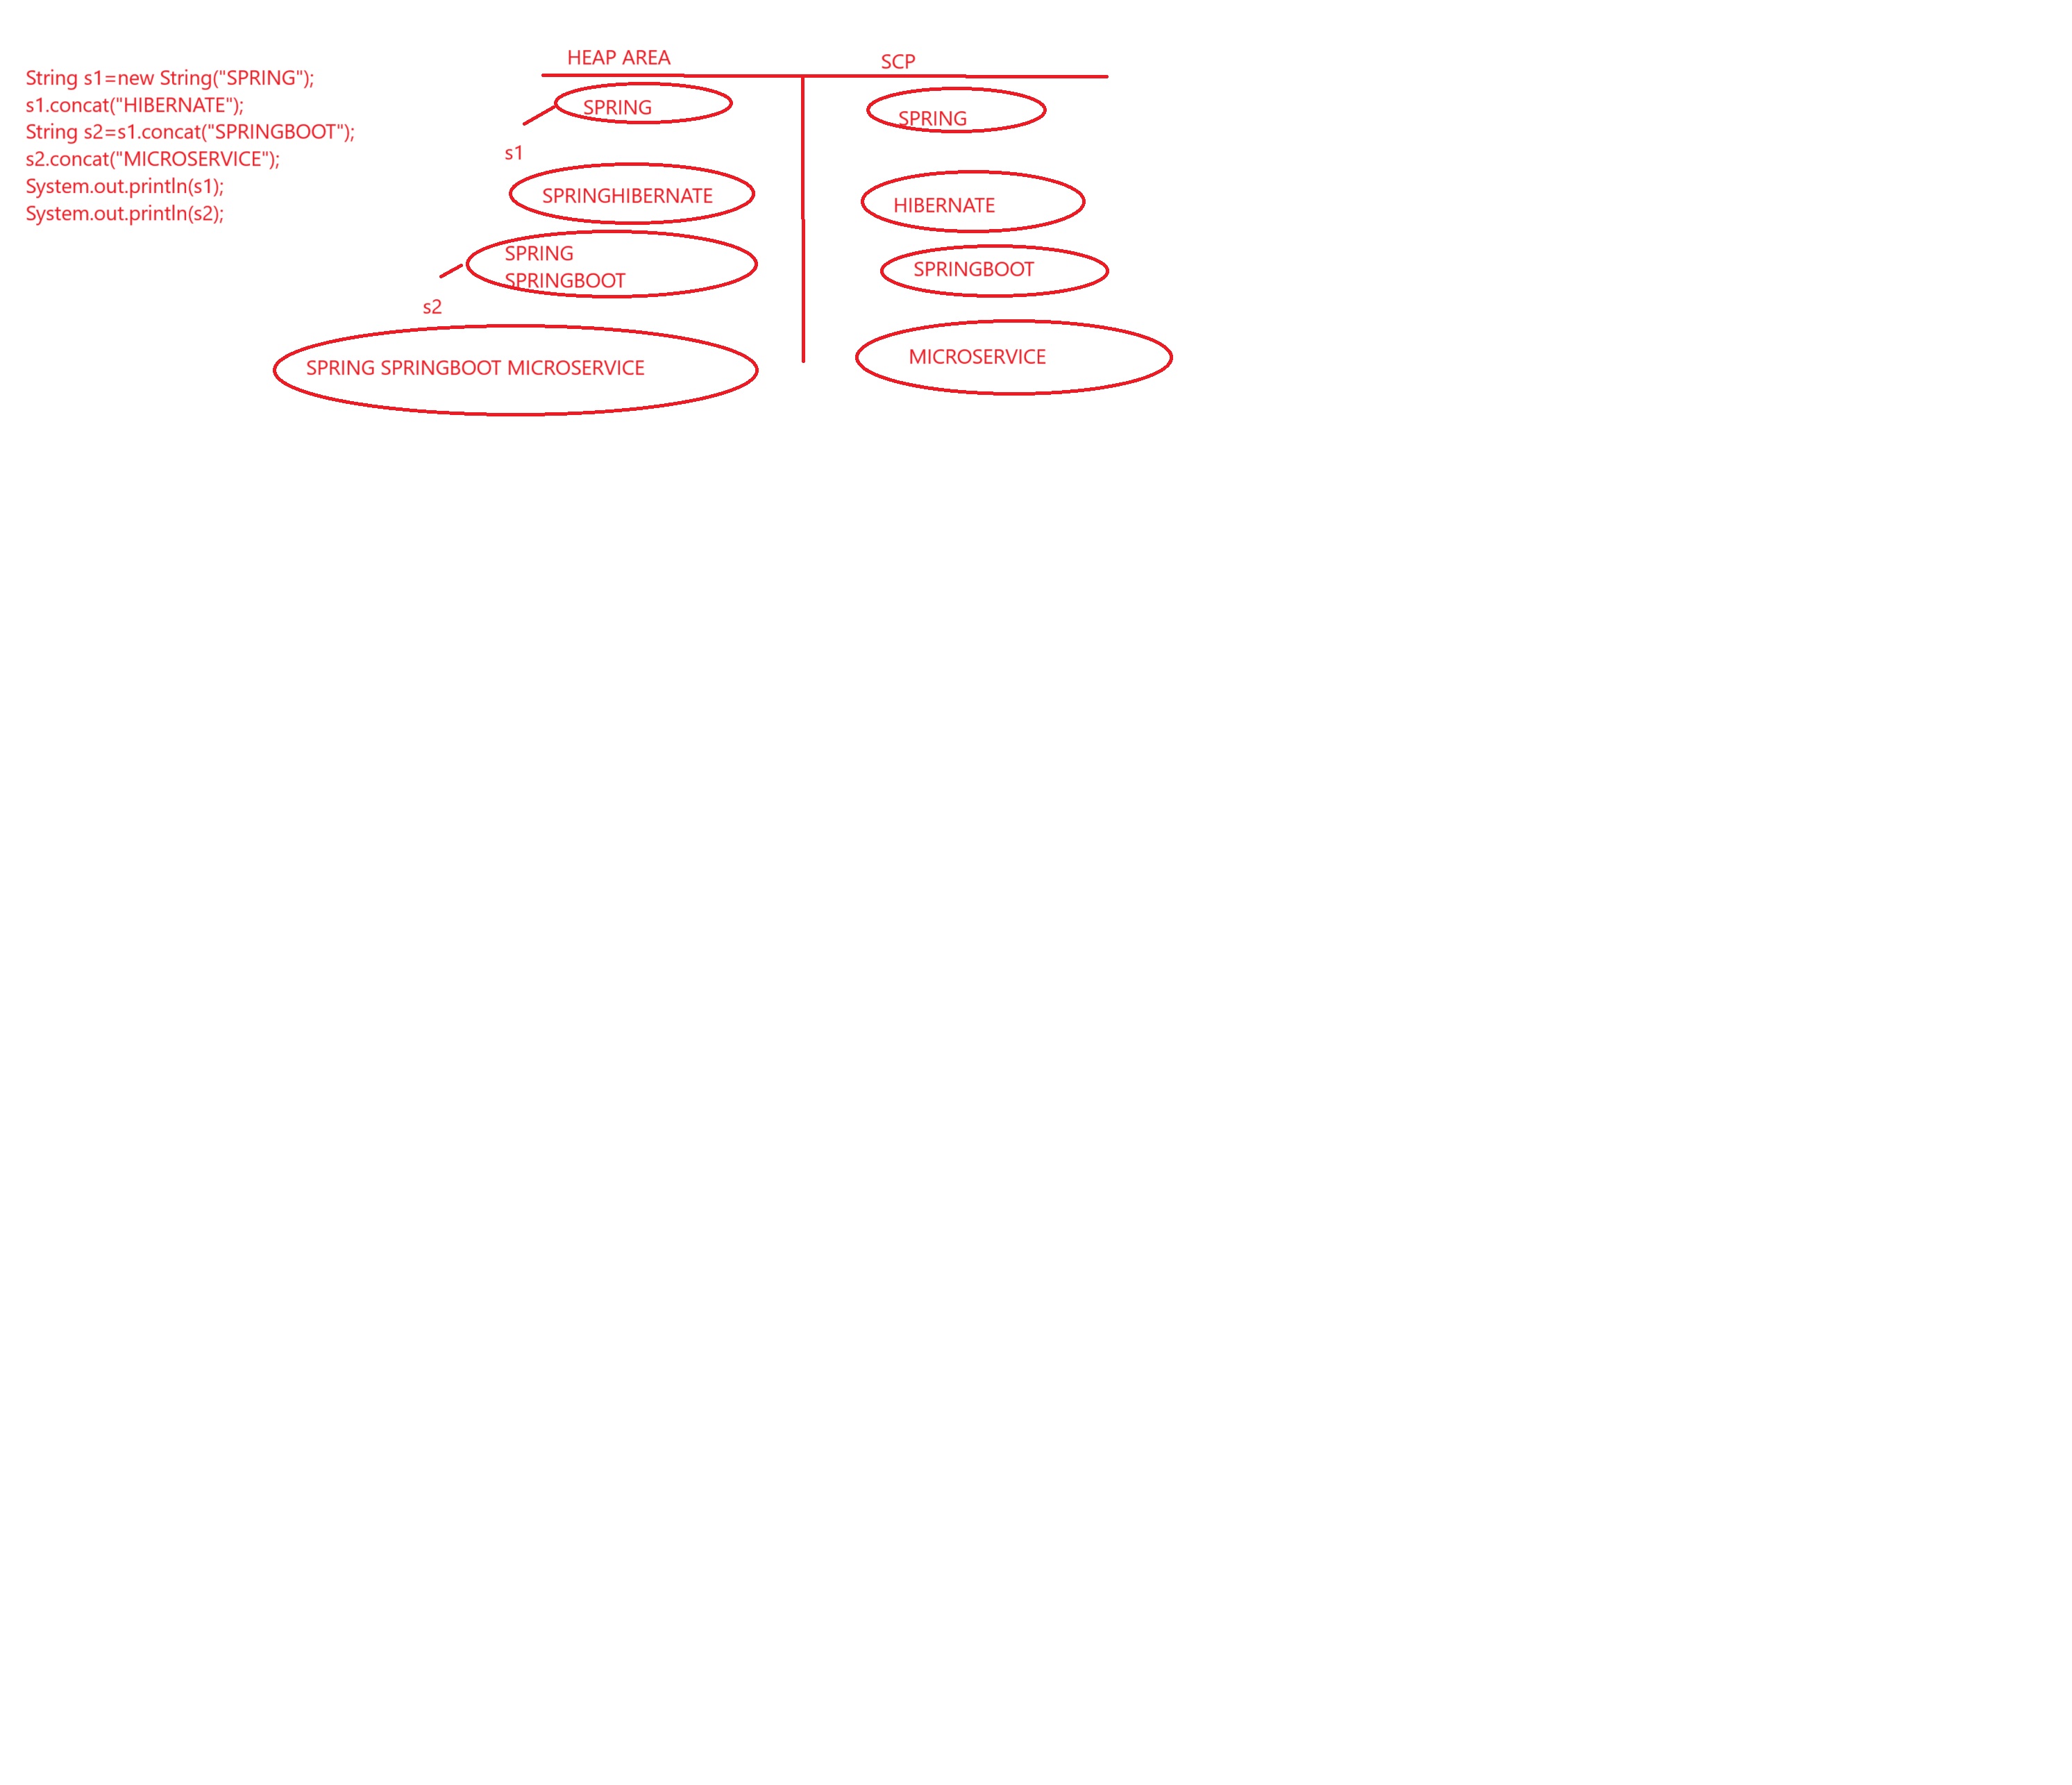 String s1=new String("SPRING");
s1.concat("HIBERNATE");
String s2=s1.concat("SPRINGBOOT");
s2.concat("MICROSERVICE");
System.out.println(s1);
System.out.println(s2);
HEAP AREA
SCP
SPRING
SPRING
s1
SPRINGHIBERNATE
HIBERNATE
SPRING
SPRINGBOOT
SPRINGBOOT
s2
SPRING SPRINGBOOT MICROSERVICE
MICROSERVICE